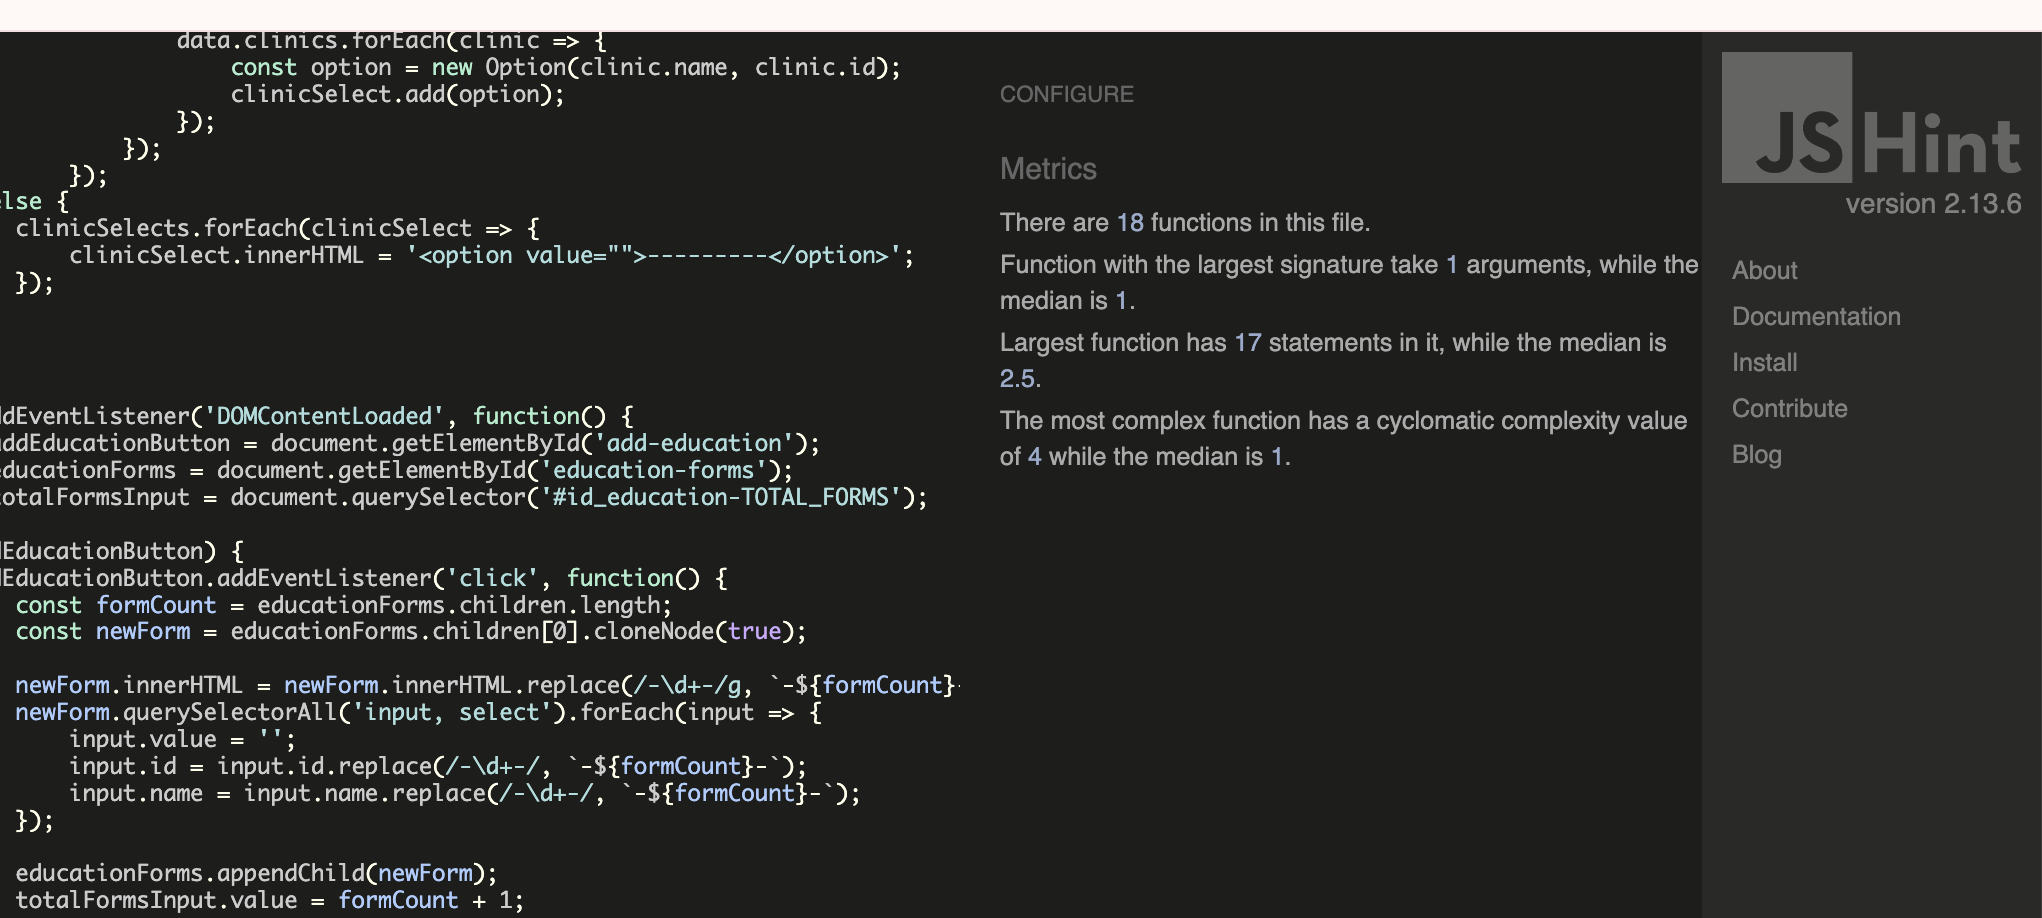 data.clinics.forEach(clinic => {
const option = new Option(clinic.name, clinic.id);
clinicSelect.add(option);
});
});
});
lse {
clinicSelects.forEach(clinicSelect => {
clinicSelect.innerHTML = '<option value="">---------</option>';
});
dEventListener('DOMContentLoaded', function() {
ddEducationButton = document.getElementById('add-education');
educationForms = document.getElementById('education-forms');
otalFormsInput = document.querySelector('#id_education-TOTAL_FORMS');
dEducationButton) {
dEducationButton.addEventListener('click', function() {
const formCount = educationForms.children.length;
const newForm = educationForms.children[0].cloneNode(true);
newForm.innerHTML = newForm.innerHTML.replace(/-\d+-/g, `-${formCount}-
newForm.querySelectorAll('input, select').forEach(input => {
input.value = '';
input.id = input.id.replace(/-\d+-/, `-${formCount}-`);
input.name = input.name.replace(/-\d+-/, `-${formCount}-`);
});
educationForms.appendChild(newForm);
totalFormsInput.value = formCount + 1;
CONFIGURE
Metrics
There are 18 functions in this file.
Function with the largest signature take 1 arguments, while the
median is 1.
Largest function has 17 statements in it, while the median is
2.5.
The most complex function has a cyclomatic complexity value
of 4 while the median is 1.
JSHint
version 2.13.6
About
Documentation
Install
Contribute
Blog